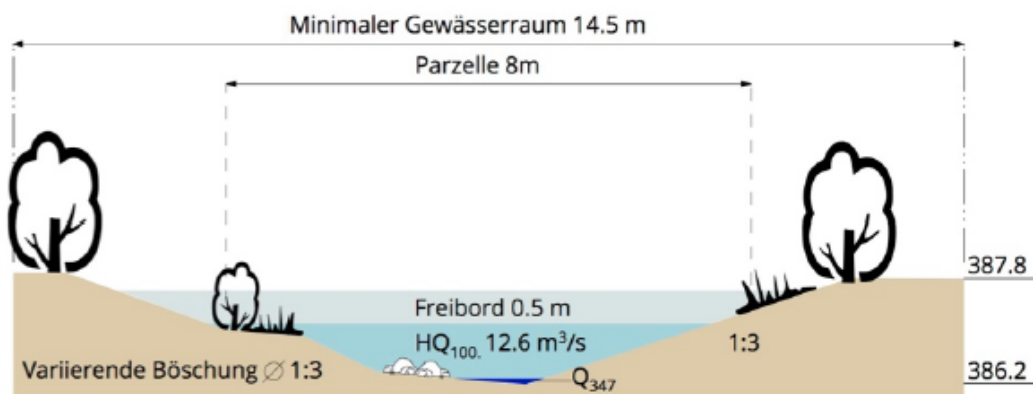 Minimaler Gewässerraum 14.5 m
Parzelle 8m
387.8
Freibord 0.5 m
HQ100. 12.6 m³/s
1:3
Variierende Böschung ∅ 1:3
Q347
386.2